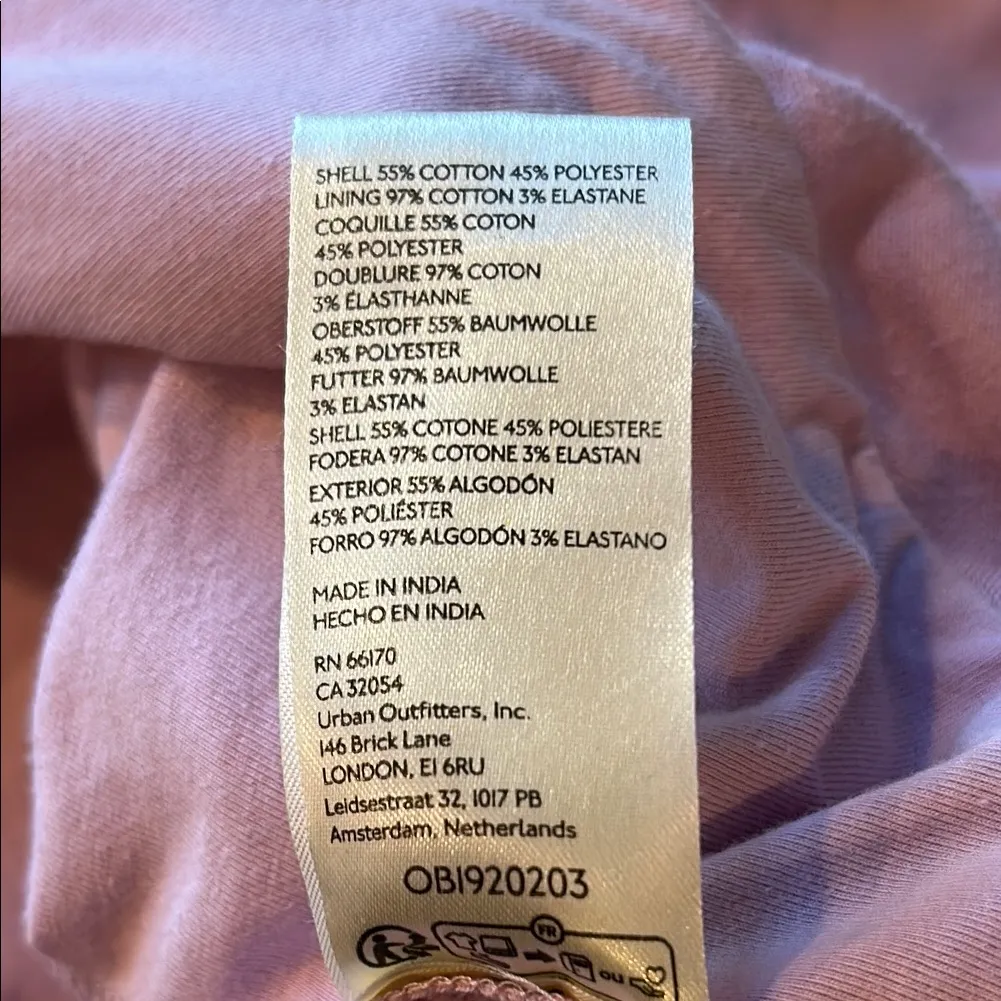 SHELL 55% COTTON 45% POLYESTER
LINING 97% COTTON 3% ELASTANE
COQUILLE 55% COTON
45% POLYESTER
DOUBLURE 97% COTON
3% ÉLASTHANNE
OBERSTOFF 55% BAUMWOLLE
45% POLYESTER
FUTTER 97% BAUMWOLLE
3% ELASTAN
SHELL 55% COTONE 45% POLIESTERE
FODERA 97% COTONE 3% ELASTAN
EXTERIOR 55% ALGODÓN
45% POLIÉSTER
FORRO 97% ALGODÓN 3% ELASTANO
MADE IN INDIA
HECHO EN INDIA
RN 66170
CA 32054
Urban Outfitters, Inc.
146 Brick Lane
LONDON, E1 6RU
Leidsestraat 32, 1017 PB
Amsterdam, Netherlands
OB1920203
FR
OU